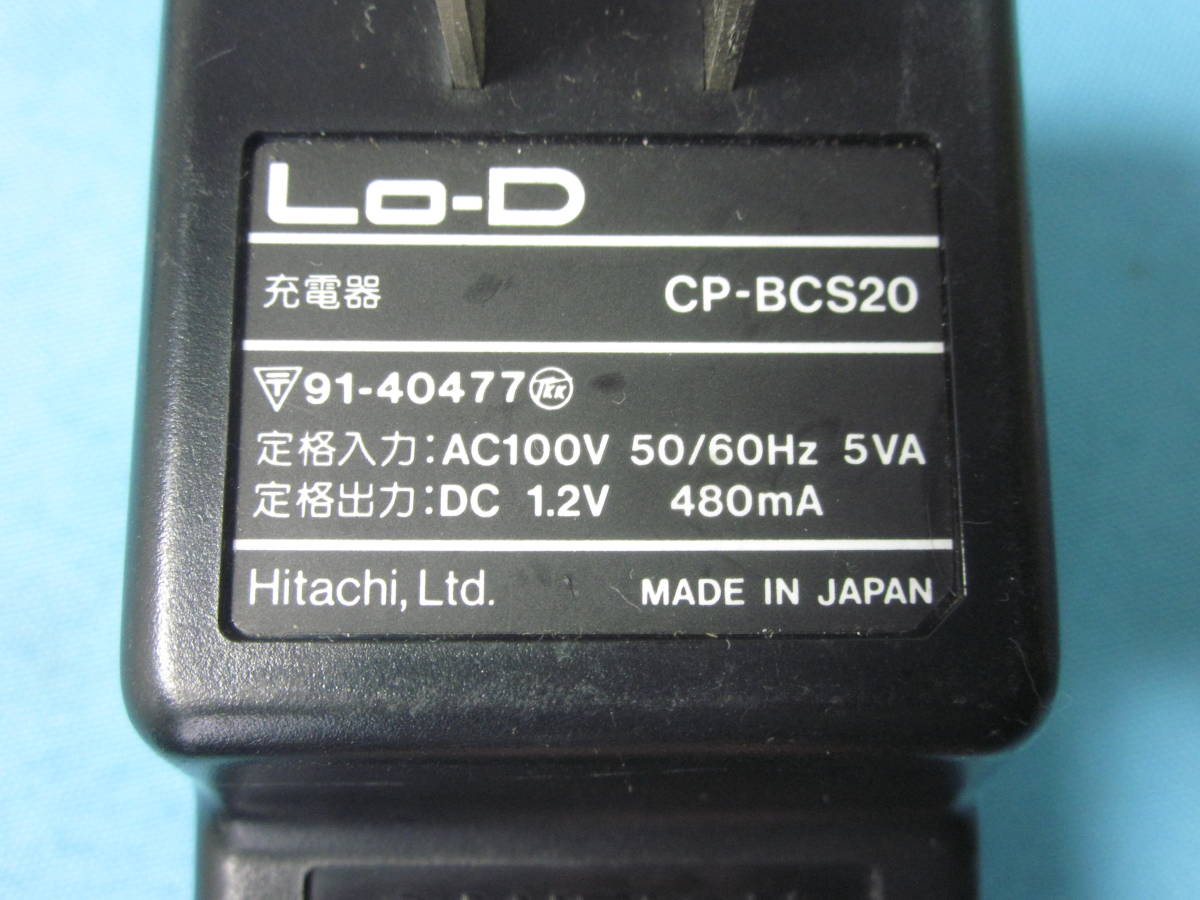 Lo-D
充電器 CP-BCS20
〒91-40477 TKK
定格入力:AC100V 50/60Hz 5VA
定格出力:DC 1.2V 480mA
Hitachi, Ltd. MADE IN JAPAN